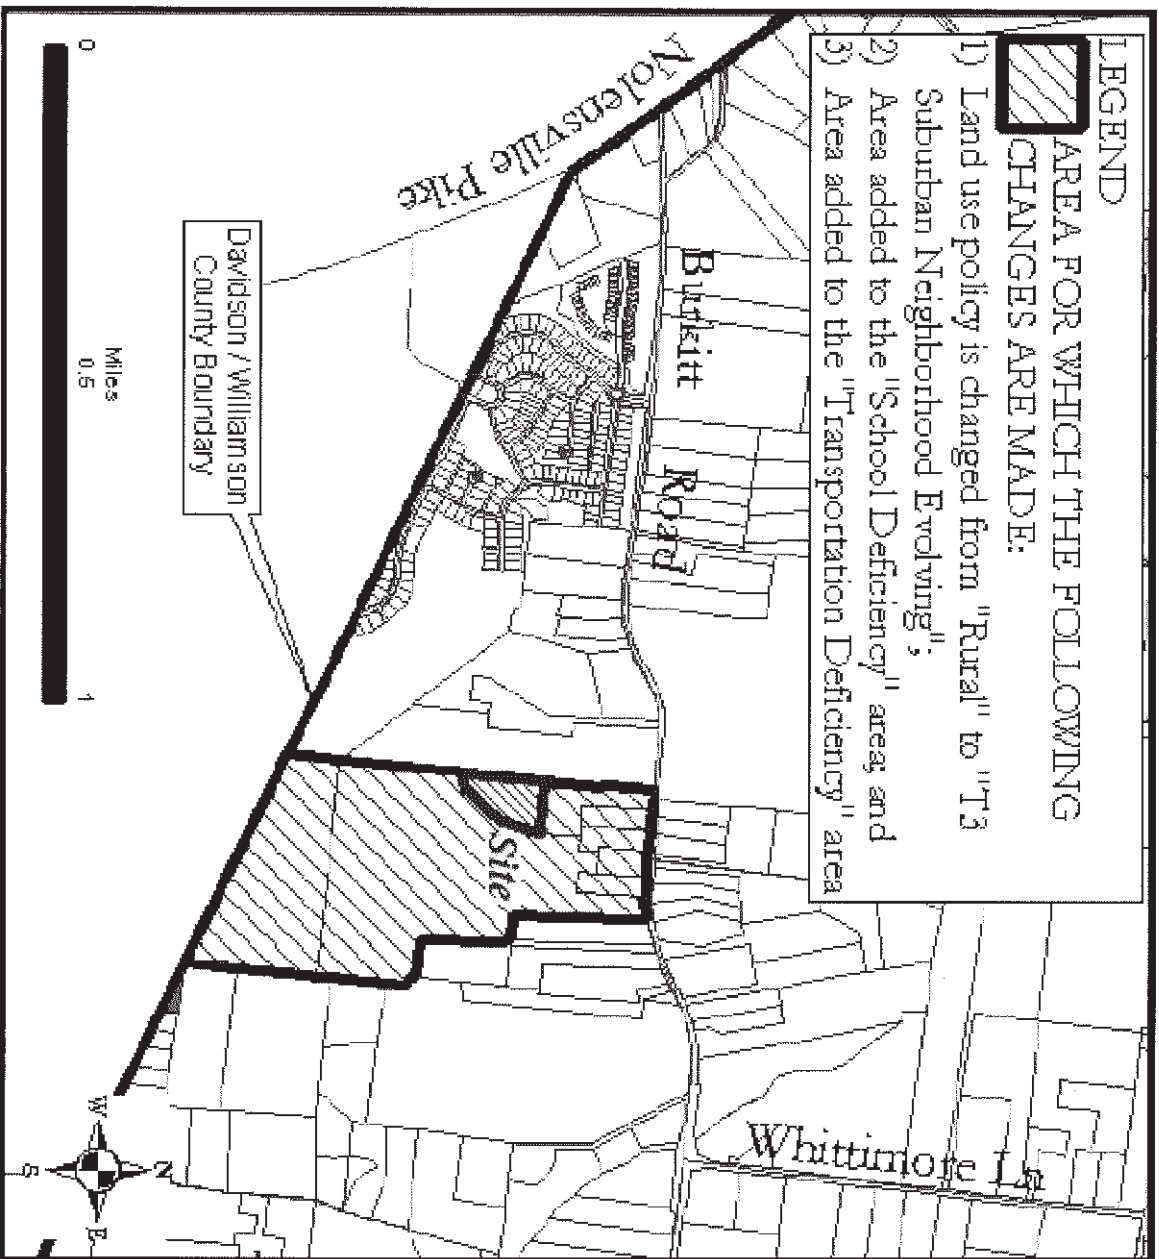 LEGEND
AREA FOR WHICH THE FOLLOWING
CHANGES ARE MADE:
1) Land use policy is changed from "Rural" to "T3
Suburban Neighborhood Evolving";
2) Area added to the "School Deficiency" area; and
3) Area added to the "Transportation Deficiency" area
Nolensville Pike
Burkitt Road
Whittimore Ln
Site
Davidson / Williamson
County Boundary
Miles
0 0.5 1
N
W E
S